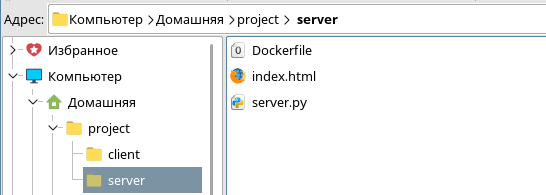 Адрес: Компьютер > Домашняя > project > server
Избранное
Компьютер
Домашняя
project
client
server
Dockerfile
index.html
server.py